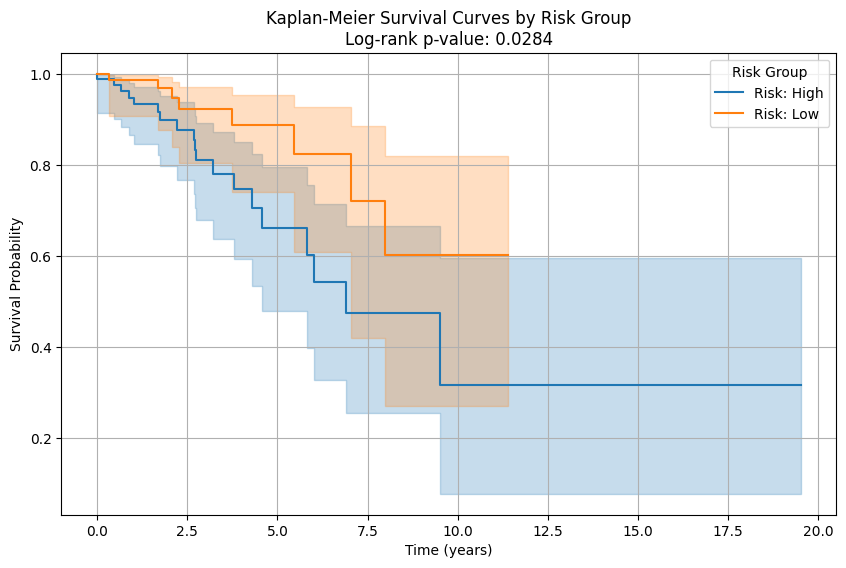 Kaplan-Meier Survival Curves by Risk Group
Log-rank p-value: 0.0284
Risk Group
Risk: High
Risk: Low
Survival Probability
1.0
0.8
0.6
0.4
0.2
0.0 2.5 5.0 7.5 10.0 12.5 15.0 17.5 20.0
Time (years)